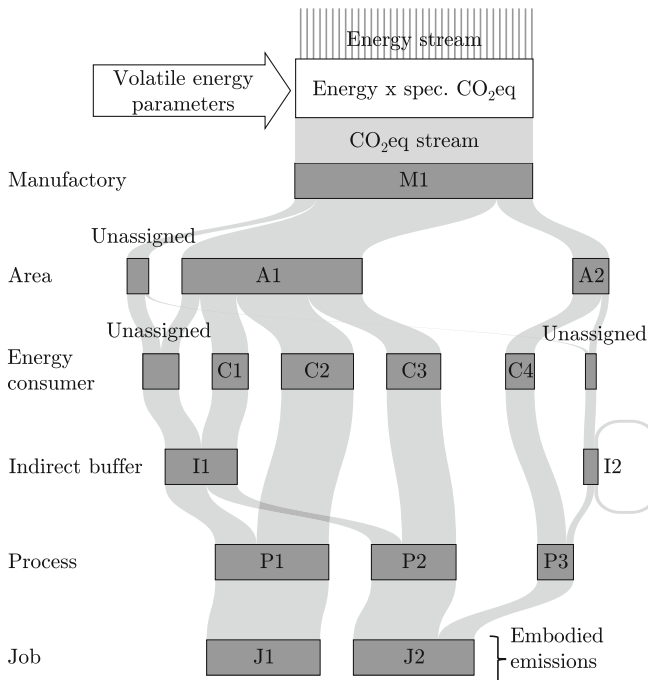 Energy stream
Volatile energy
parameters
Energy x spec. CO₂eq
CO₂eq stream
Manufactory
M1
Unassigned
Area
A1
A2
Unassigned
Unassigned
Energy
consumer
C1
C2
C3
C4
Indirect buffer
I1
I2
Process
P1
P2
P3
Job
J1
J2
Embodied
emissions